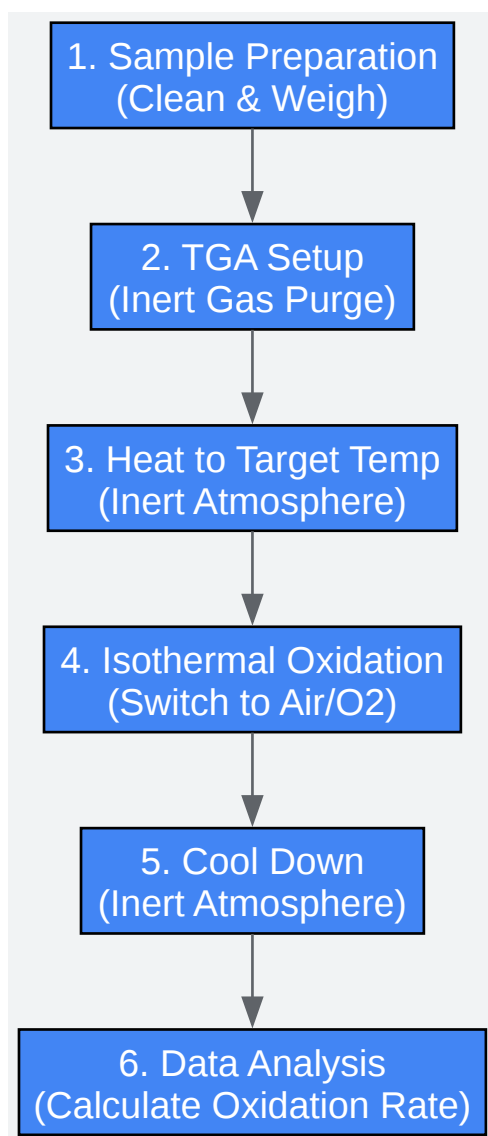 1. Sample Preparation
(Clean & Weigh)
2. TGA Setup
(Inert Gas Purge)
3. Heat to Target Temp
(Inert Atmosphere)
4. Isothermal Oxidation
(Switch to Air/O2)
5. Cool Down
(Inert Atmosphere)
6. Data Analysis
(Calculate Oxidation Rate)